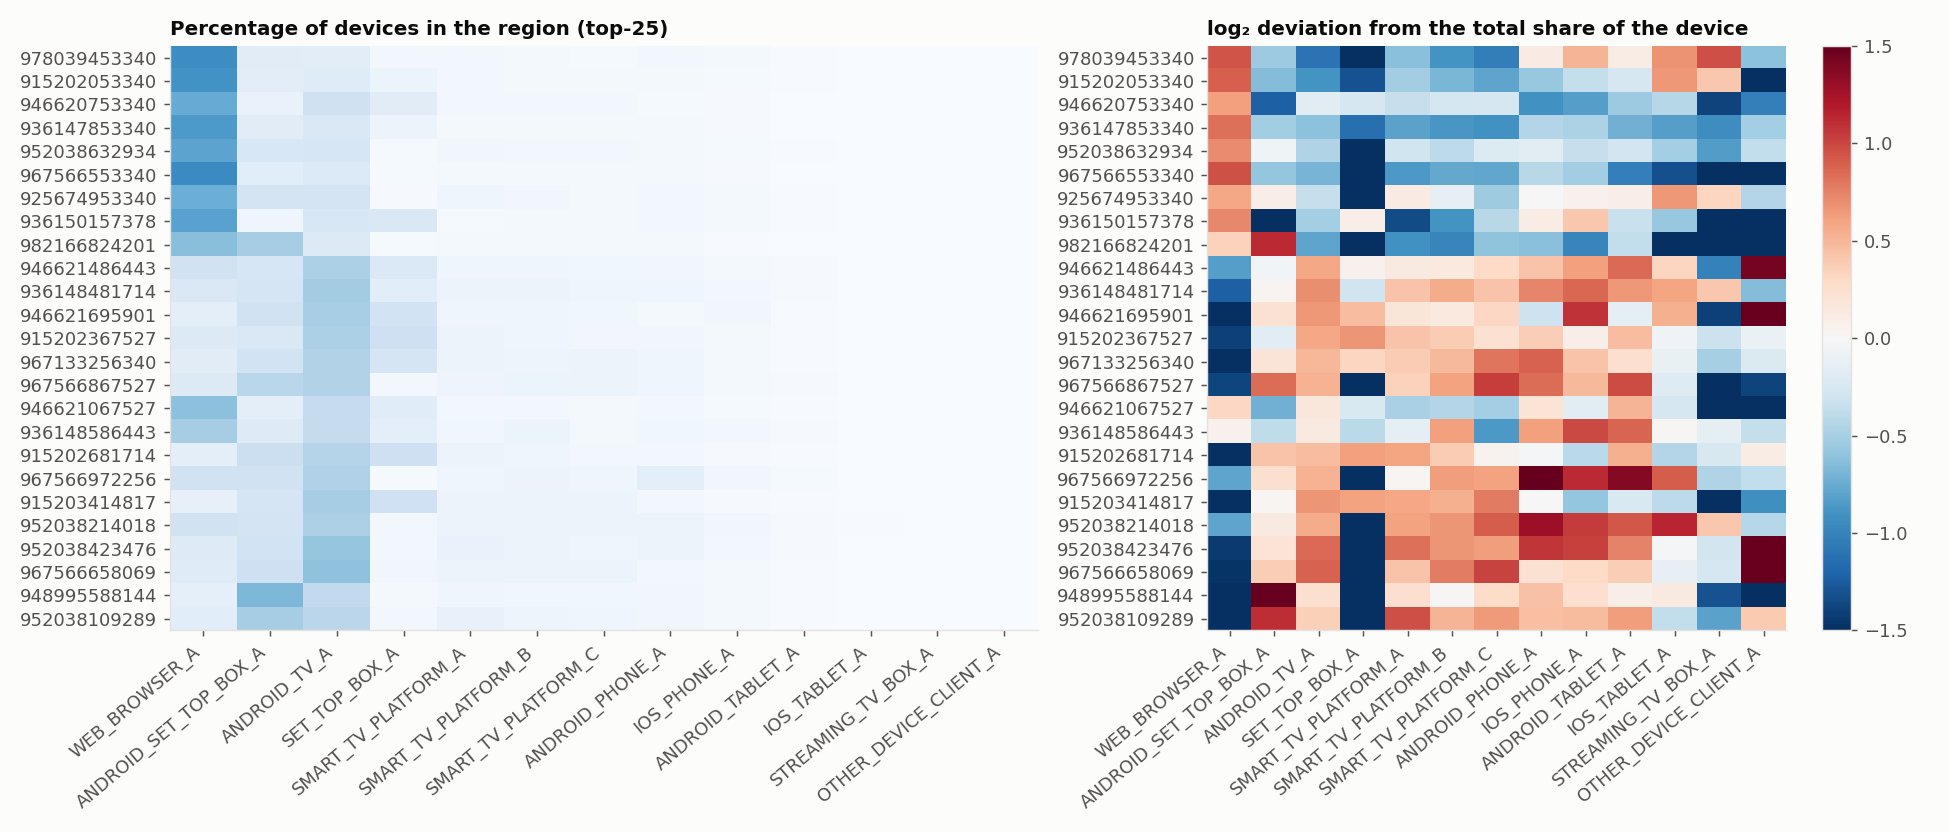 Percentage of devices in the region (top-25)
978039453340
915202053340
946620753340
936147853340
952038632934
967566553340
925674953340
936150157378
982166824201
946621486443
936148481714
946621695901
915202367527
967133256340
967566867527
946621067527
936148586443
915202681714
967566972256
915203414817
952038214018
952038423476
967566658069
948995588144
952038109289
WEB_BROWSER_A
ANDROID_SET_TOP_BOX_A
ANDROID_TV_A
SET_TOP_BOX_A
SMART_TV_PLATFORM_A
SMART_TV_PLATFORM_B
SMART_TV_PLATFORM_C
ANDROID_PHONE_A
IOS_PHONE_A
ANDROID_TABLET_A
IOS_TABLET_A
STREAMING_TV_BOX_A
OTHER_DEVICE_CLIENT_A
log₂ deviation from the total share of the device
978039453340
915202053340
946620753340
936147853340
952038632934
967566553340
925674953340
936150157378
982166824201
946621486443
936148481714
946621695901
915202367527
967133256340
967566867527
946621067527
936148586443
915202681714
967566972256
915203414817
952038214018
952038423476
967566658069
948995588144
952038109289
WEB_BROWSER_A
ANDROID_SET_TOP_BOX_A
ANDROID_TV_A
SET_TOP_BOX_A
SMART_TV_PLATFORM_A
SMART_TV_PLATFORM_B
SMART_TV_PLATFORM_C
ANDROID_PHONE_A
IOS_PHONE_A
ANDROID_TABLET_A
IOS_TABLET_A
STREAMING_TV_BOX_A
OTHER_DEVICE_CLIENT_A
1.5
1.0
0.5
0.0
−0.5
−1.0
−1.5